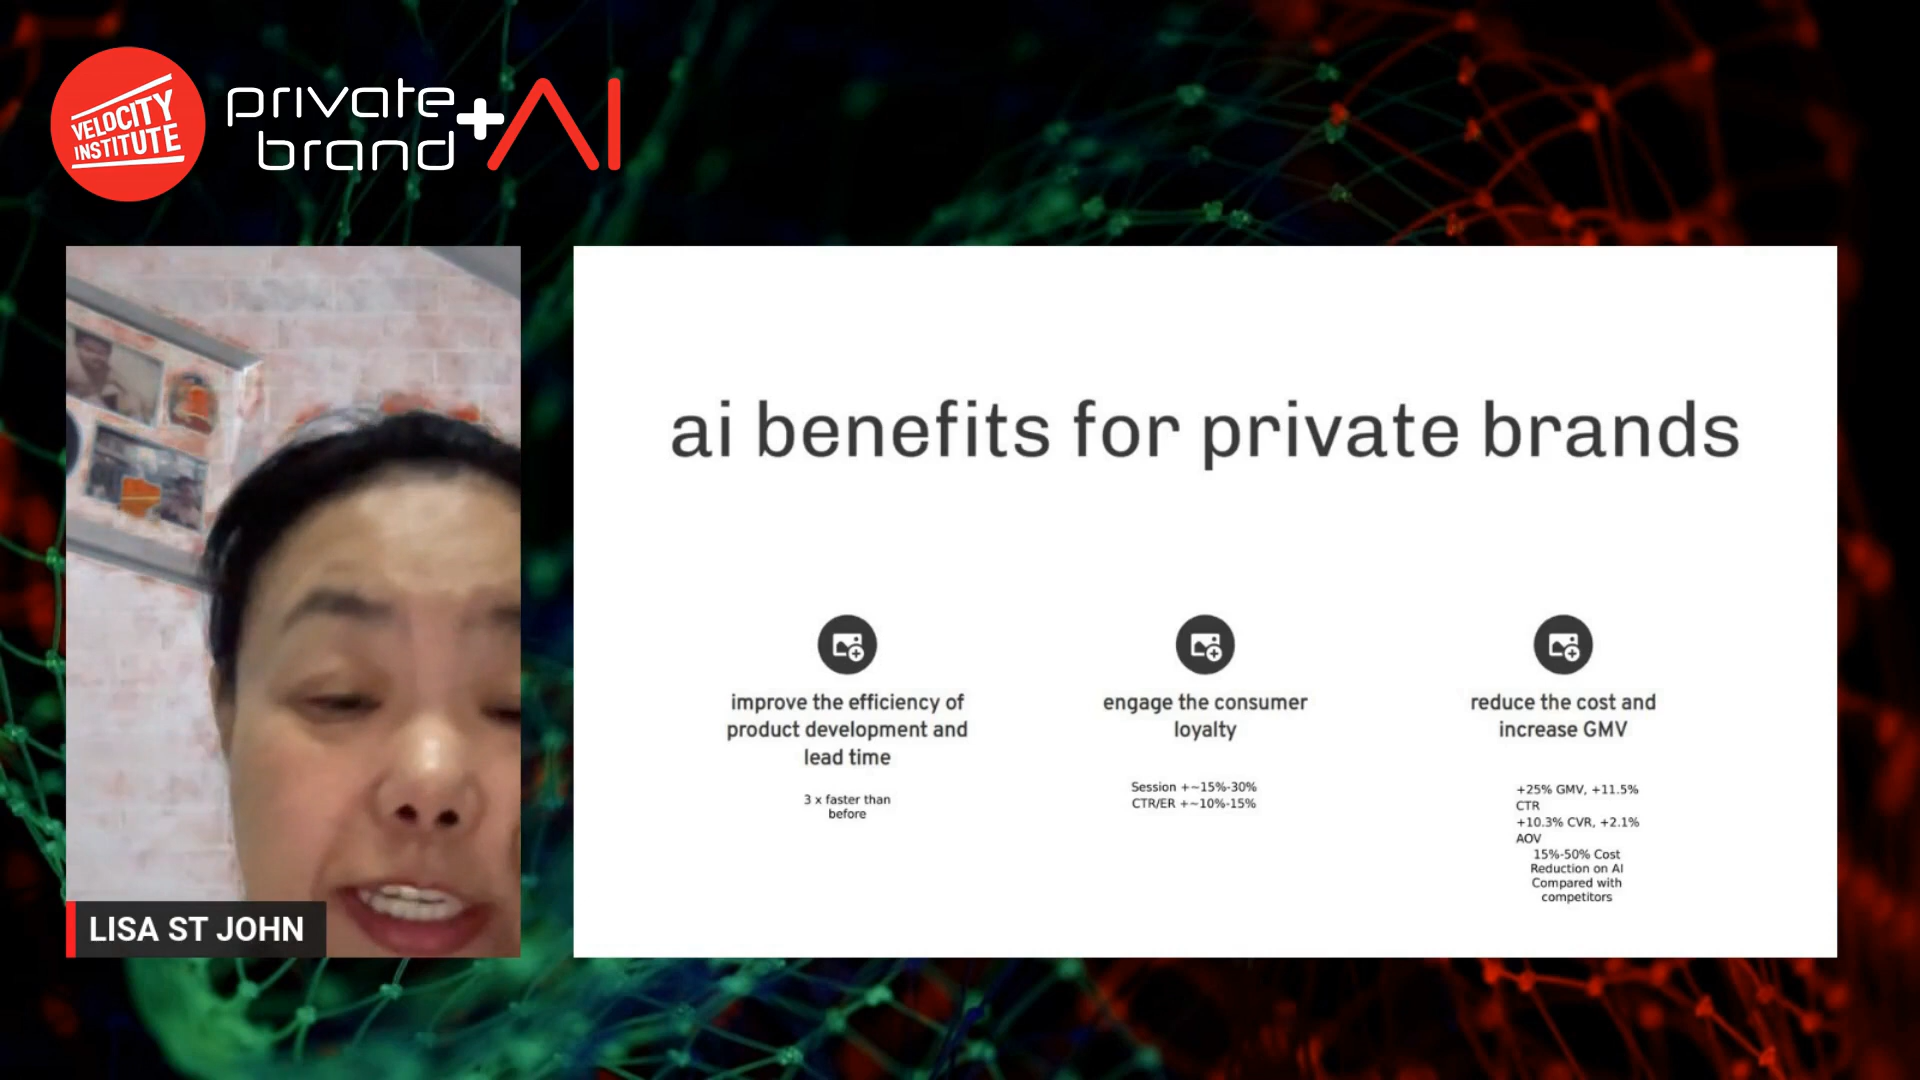 VELOCITY
INSTITUTE
private
brand
+AI
ai benefits for private brands
improve the efficiency of
product development and
lead time
3 x faster than
before
engage the consumer
loyalty
Session +~15%-30%
CTR/ER +~10%-15%
reduce the cost and
increase GMV
+25% GMV, +11.5%
CTR
+10.3% CVR, +2.1%
AOV
15%-50% Cost
Reduction on AI
Compared with
competitors
LISA ST JOHN